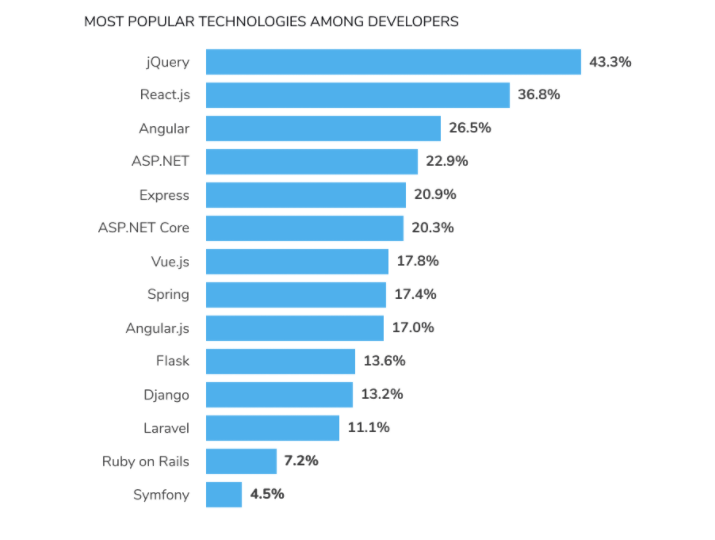 MOST POPULAR TECHNOLOGIES AMONG DEVELOPERS
jQuery 43.3%
React.js 36.8%
Angular 26.5%
ASP.NET 22.9%
Express 20.9%
ASP.NET Core 20.3%
Vue.js 17.8%
Spring 17.4%
Angular.js 17.0%
Flask 13.6%
Django 13.2%
Laravel 11.1%
Ruby on Rails 7.2%
Symfony 4.5%